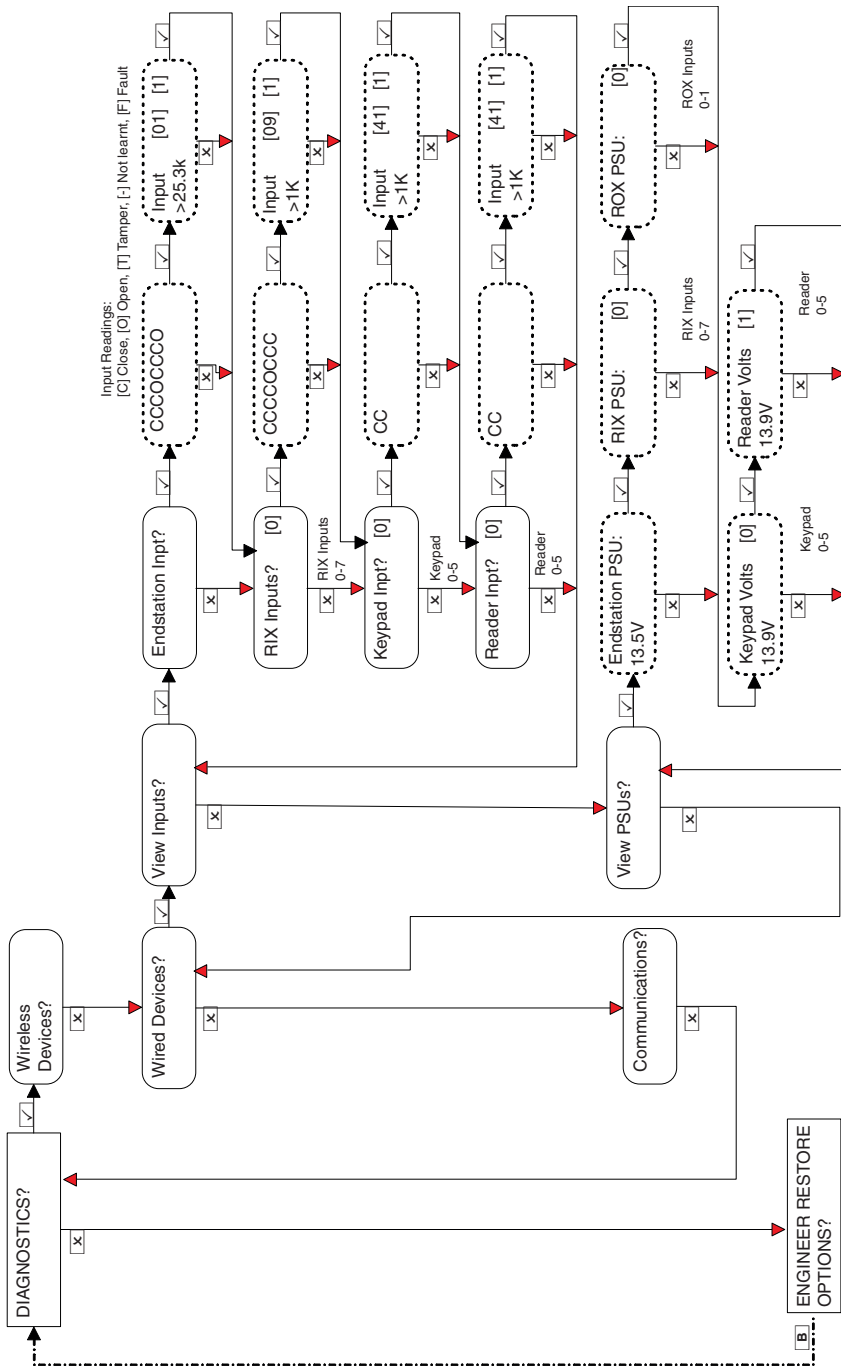 DIAGNOSTICS?
✓
x
Wireless
Devices?
x
Wired Devices?
✓
x
View Inputs?
✓
x
Input Readings:
[C] Close, [O] Open, [T] Tamper, [-] Not learnt, [F] Fault
Endstation Inpt?
✓
x
CCCOCCCO
✓
x
Input [01] [1]
>25.3k
✓
x
RIX Inputs?
[0]
✓
x
RIX Inputs
0-7
CCCCOCCC
✓
x
Input [09] [1]
>1K
✓
x
Keypad Inpt?
[0]
✓
x
Keypad
0-5
CC
✓
x
Input [41] [1]
>1K
✓
x
Reader Inpt?
[0]
✓
x
Reader
0-5
CC
✓
x
Input [41] [1]
>1K
✓
x
Communications?
x
View PSUs?
✓
x
Endstation PSU:
13.5V
✓
x
RIX PSU: [0]
✓
x
RIX Inputs
0-7
ROX PSU: [0]
✓
x
ROX Inputs
0-1
Keypad Volts [0]
13.9V
✓
x
Keypad
0-5
Reader Volts [1]
13.9V
✓
x
Reader
0-5
ENGINEER RESTORE
OPTIONS?
B